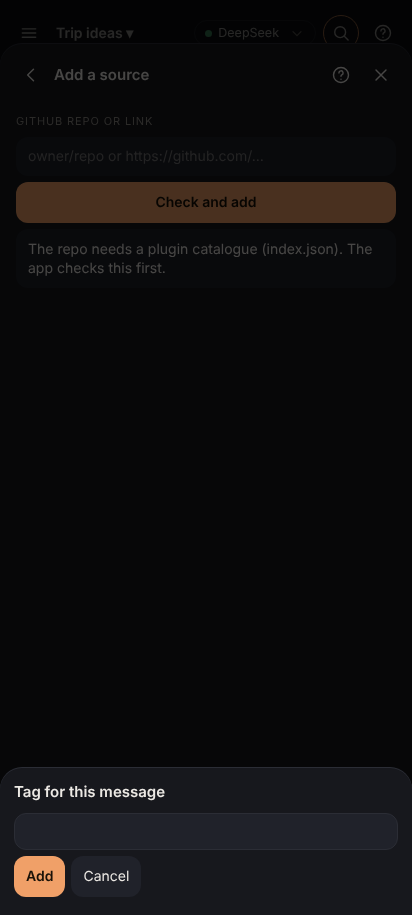 Trip ideas ▾
DeepSeek
Add a source
GITHUB REPO OR LINK
owner/repo or https://github.com/...
Check and add
The repo needs a plugin catalogue (index.json). The
app checks this first.
Tag for this message
Add
Cancel